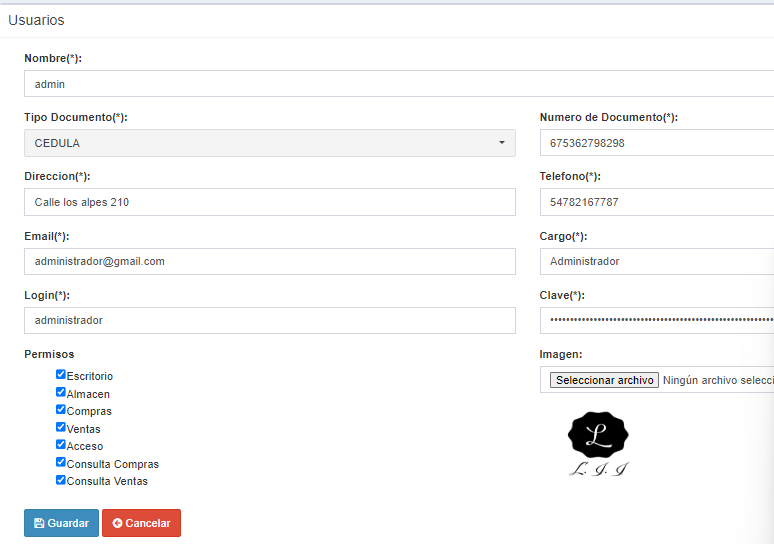 Usuarios
Nombre(*):
admin
Tipo Documento(*):
Numero de Documento(*):
CEDULA
675362798298
Direccion(*):
Telefono(*):
Calle los alpes 210
54782167787
Email(*):
Cargo(*):
administrador@gmail.com
Administrador
Login(*):
Clave(*):
administrador
Permisos
Imagen:
Escritorio
Seleccionar archivo Ningún archivo selecci
Almacen
Compras
Ventas
Acceso
Consulta Compras
Consulta Ventas
L
L. I. I
Guardar Cancelar